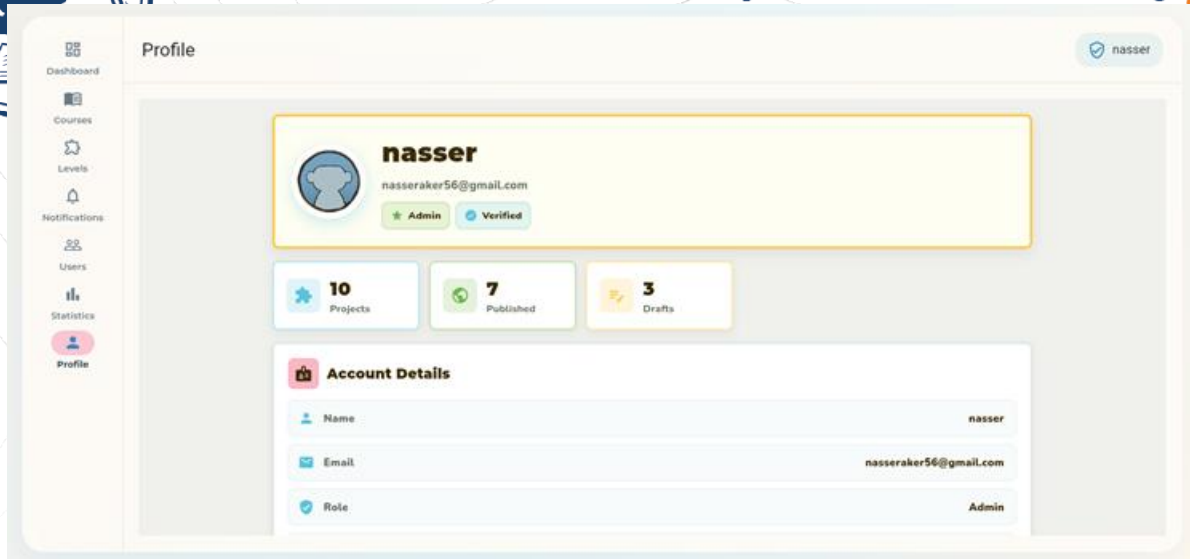 Profile
nasser
Dashboard
Courses
Levels
Notifications
Users
Statistics
Profile
nasser
nasseraker56@gmail.com
Admin
Verified
10
Projects
7
Published
3
Drafts
Account Details
Name
nasser
Email
nasseraker56@gmail.com
Role
Admin